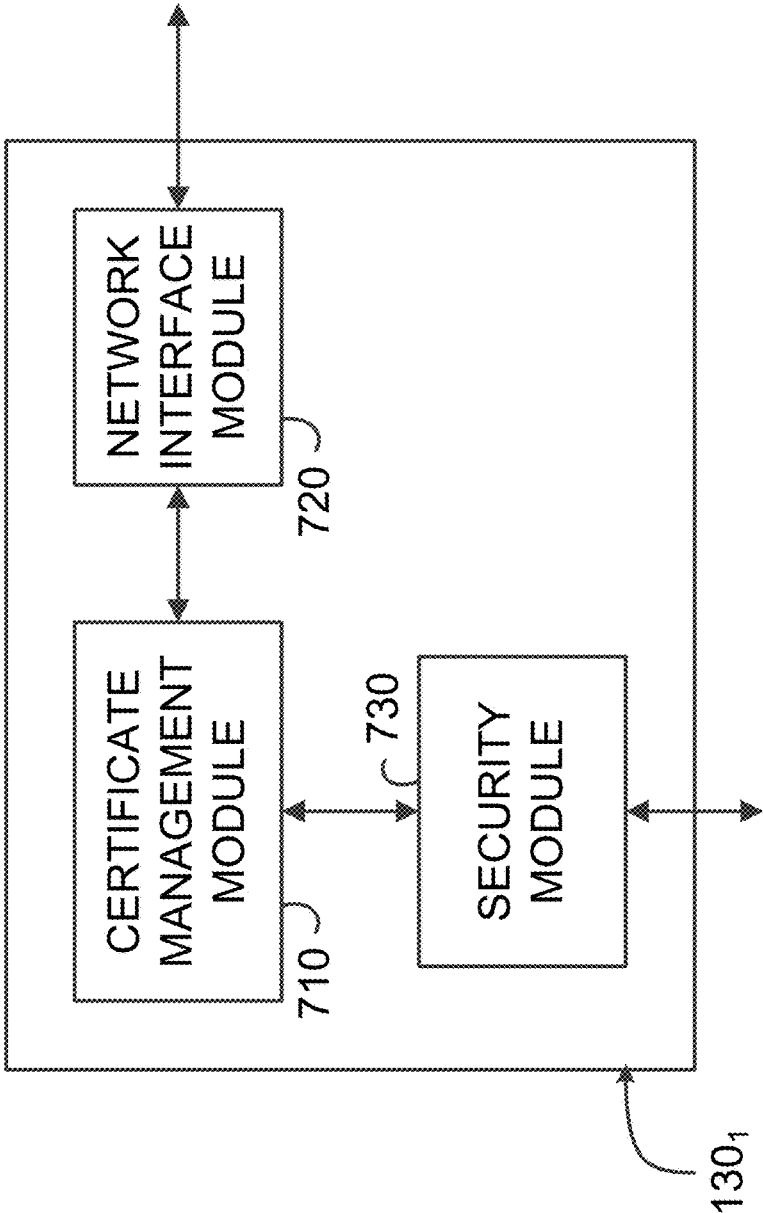 130₁
CERTIFICATE
MANAGEMENT
MODULE
710
NETWORK
INTERFACE
MODULE
720
730
SECURITY
MODULE